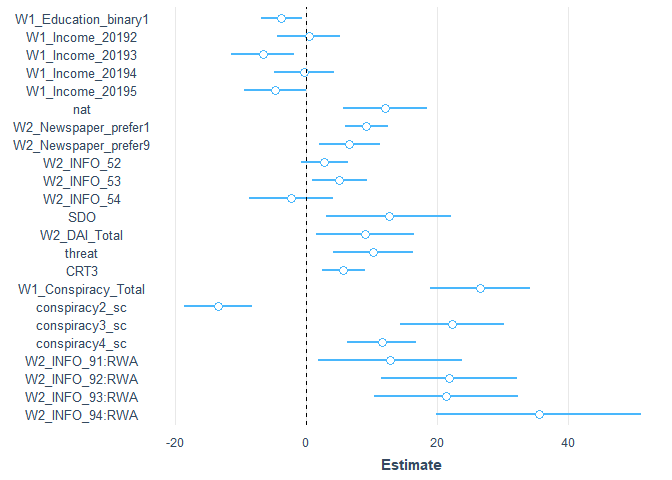 W1_Education_binary1
W1_Income_20192
W1_Income_20193
W1_Income_20194
W1_Income_20195
nat
W2_Newspaper_prefer1
W2_Newspaper_prefer9
W2_INFO_52
W2_INFO_53
W2_INFO_54
SDO
W2_DAI_Total
threat
CRT3
W1_Conspiracy_Total
conspiracy2_sc
conspiracy3_sc
conspiracy4_sc
W2_INFO_91:RWA
W2_INFO_92:RWA
W2_INFO_93:RWA
W2_INFO_94:RWA
-20 0 20 40
Estimate